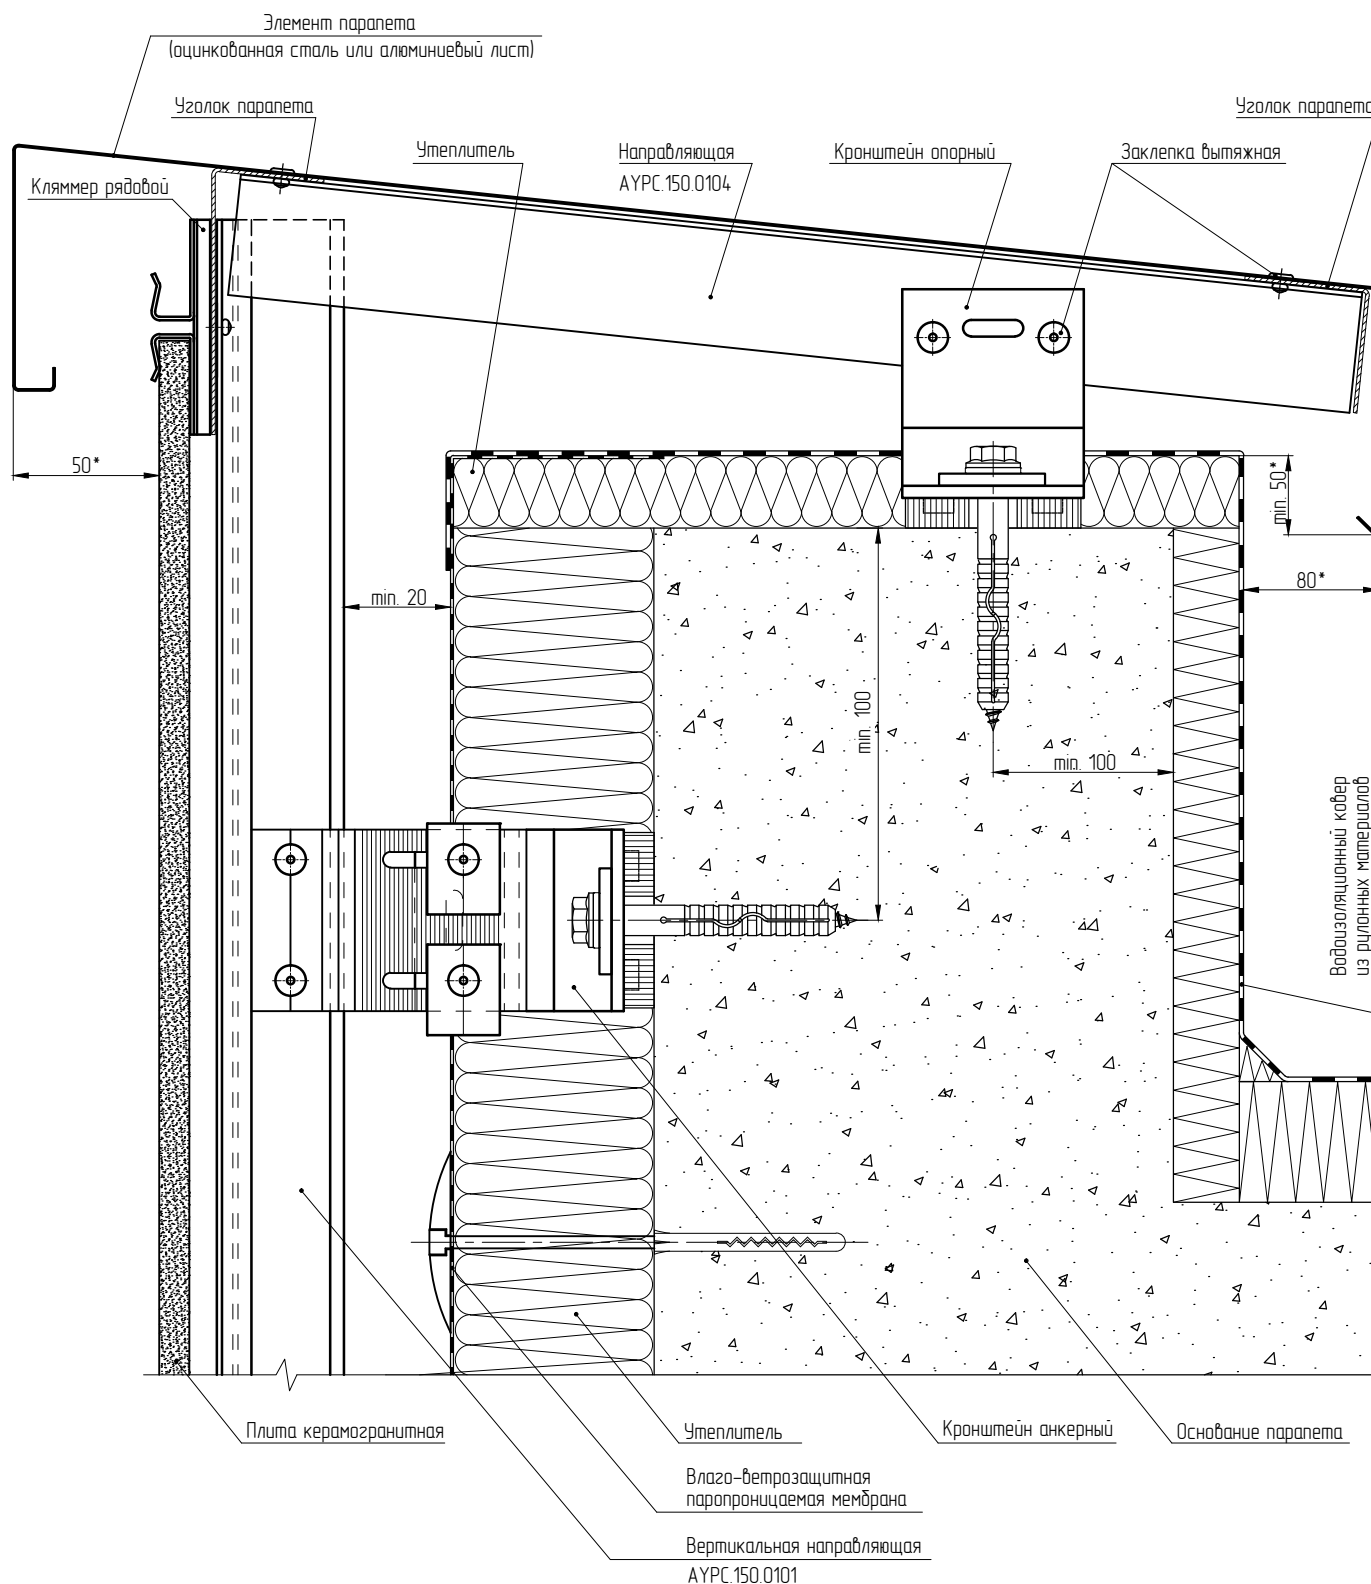 Элемент парапета
(оцинкованная сталь или алюминиевый лист)
Уголок парапета
Уголок парапета
Утеплитель
Направляющая
АУРС.150.0104
Кронштейн опорный
Заклепка вытяжная
Кляммер рядовой
50*
min. 50*
min. 20
80*
min. 100
min. 100
Водоизоляционный ковер
из рулонных материалов
Плита керамогранитная
Утеплитель
Кронштейн анкерный
Основание парапета
Влаго-ветрозащитная
паропроницаемая мембрана
Вертикальная направляющая
АУРС.150.0101